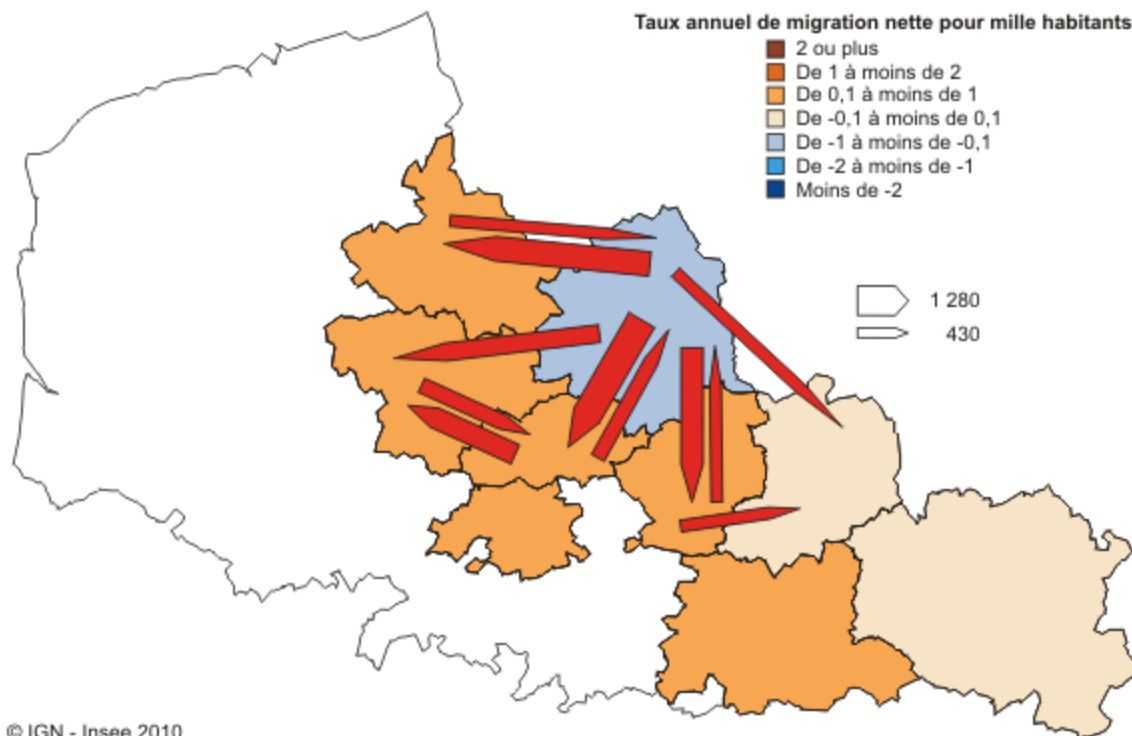 Taux annuel de migration nette pour mille habitants
2 ou plus
De 1 à moins de 2
De 0,1 à moins de 1
De -0,1 à moins de 0,1
De -1 à moins de -0,1
De -2 à moins de -1
Moins de -2
1 280
430
© IGN - Insee 2010